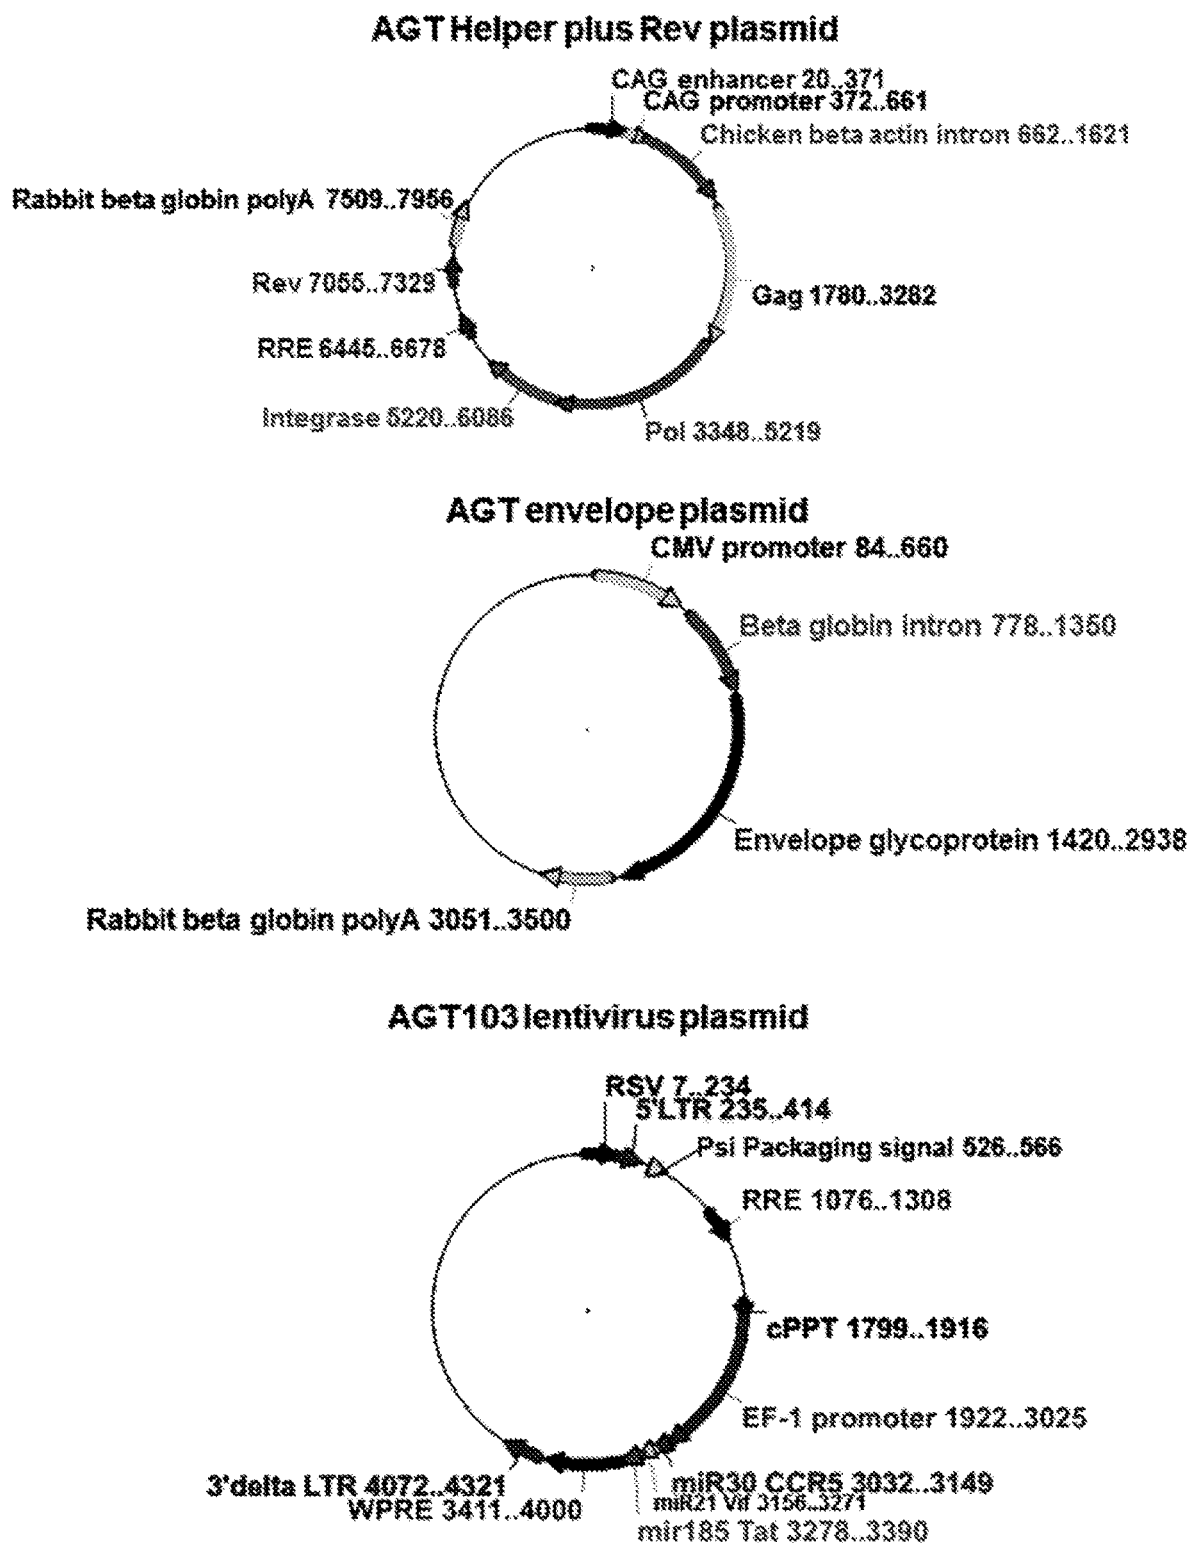 AGT Helper plus Rev plasmid
CAG enhancer 20..371
CAG promoter 372..661
Chicken beta actin intron 662..1621
Rabbit beta globin polyA 7509..7956
Rev 7055..7329
Gag 1780..3282
RRE 6445..6678
Integrase 5220..6086
Pol 3348..5219
AGT envelope plasmid
CMV promoter 84..660
Beta globin intron 778..1350
Envelope glycoprotein 1420..2938
Rabbit beta globin polyA 3051..3500
AGT103 lentivirus plasmid
RSV 7..234
5'LTR 235..414
Psi Packaging signal 526..566
RRE 1076..1308
cPPT 1799..1916
EF-1 promoter 1922..3025
miR30 CCR5 3032..3149
3'delta LTR 4072..4321
miR21 Vif 3156..3271
WPRE 3411..4000
mir185 Tat 3278..3390